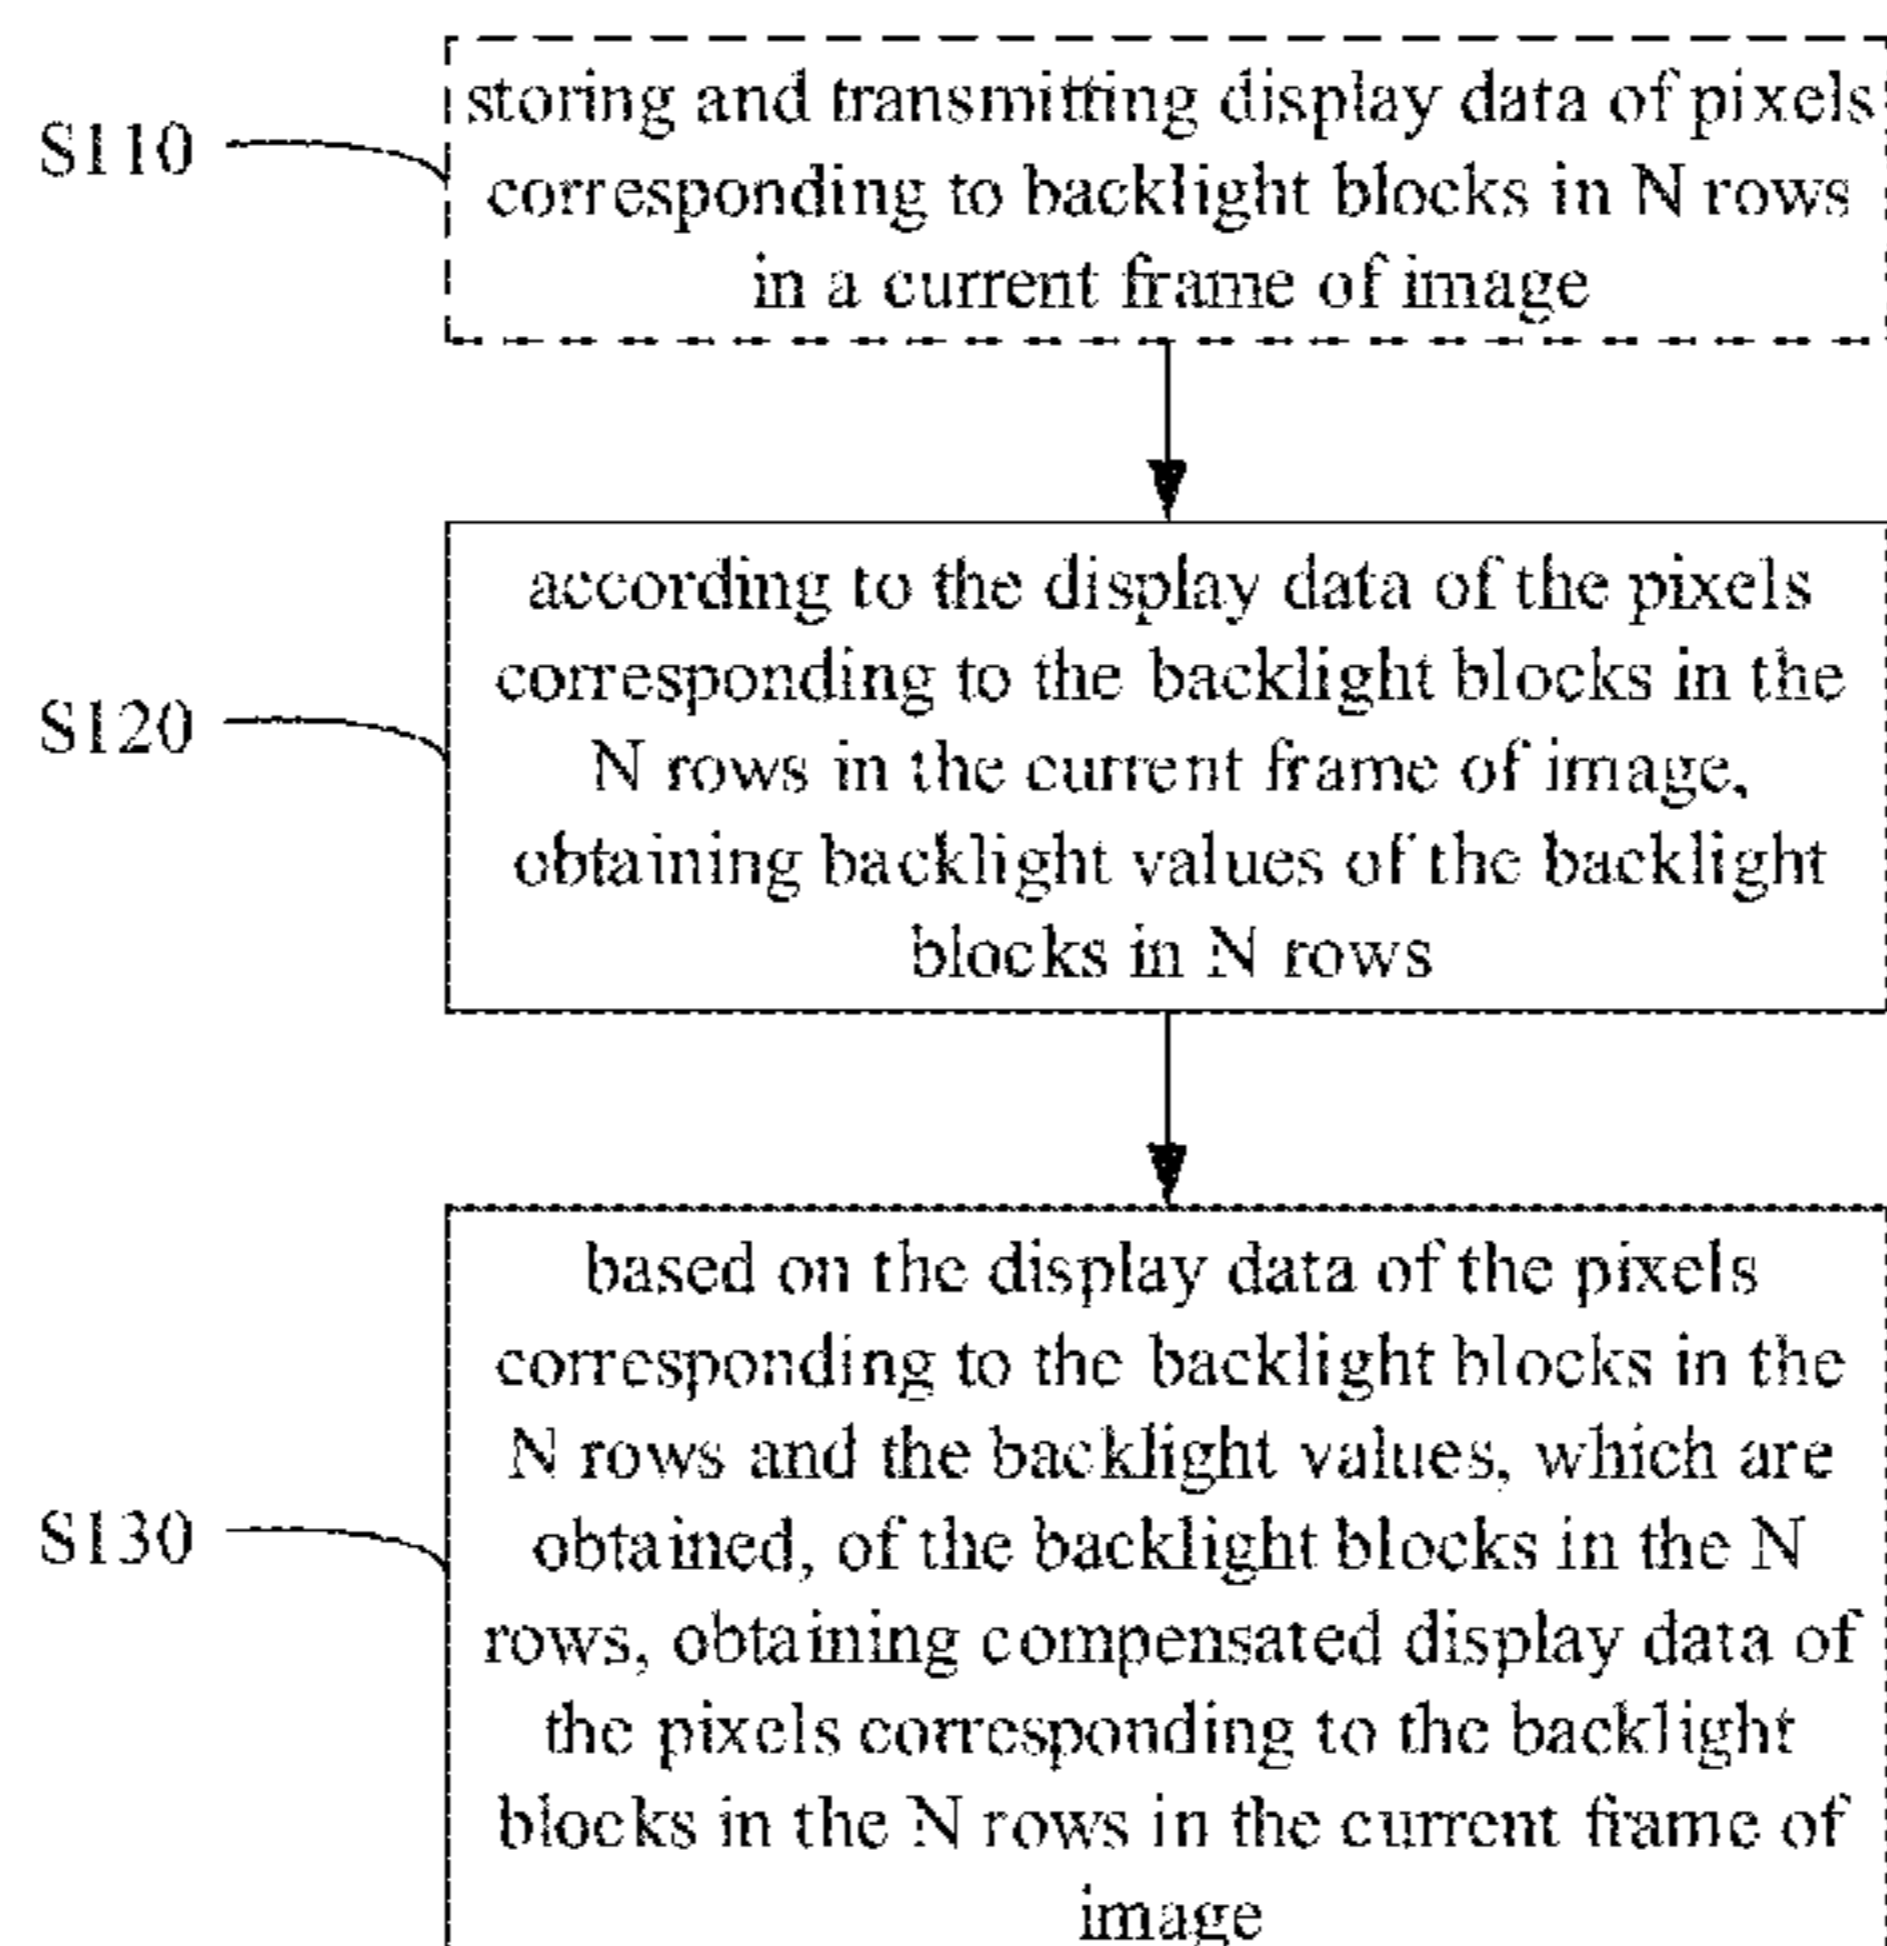 S110
storing and transmitting display data of pixels
corresponding to backlight blocks in N rows
in a current frame of image
S120
according to the display data of the pixels
corresponding to the backlight blocks in the
N rows in the current frame of image,
obtaining backlight values of the backlight
blocks in N rows
S130
based on the display data of the pixels
corresponding to the backlight blocks in the
N rows and the backlight values, which are
obtained, of the backlight blocks in the N
rows, obtaining compensated display data of
the pixels corresponding to the backlight
blocks in the N rows in the current frame of
image